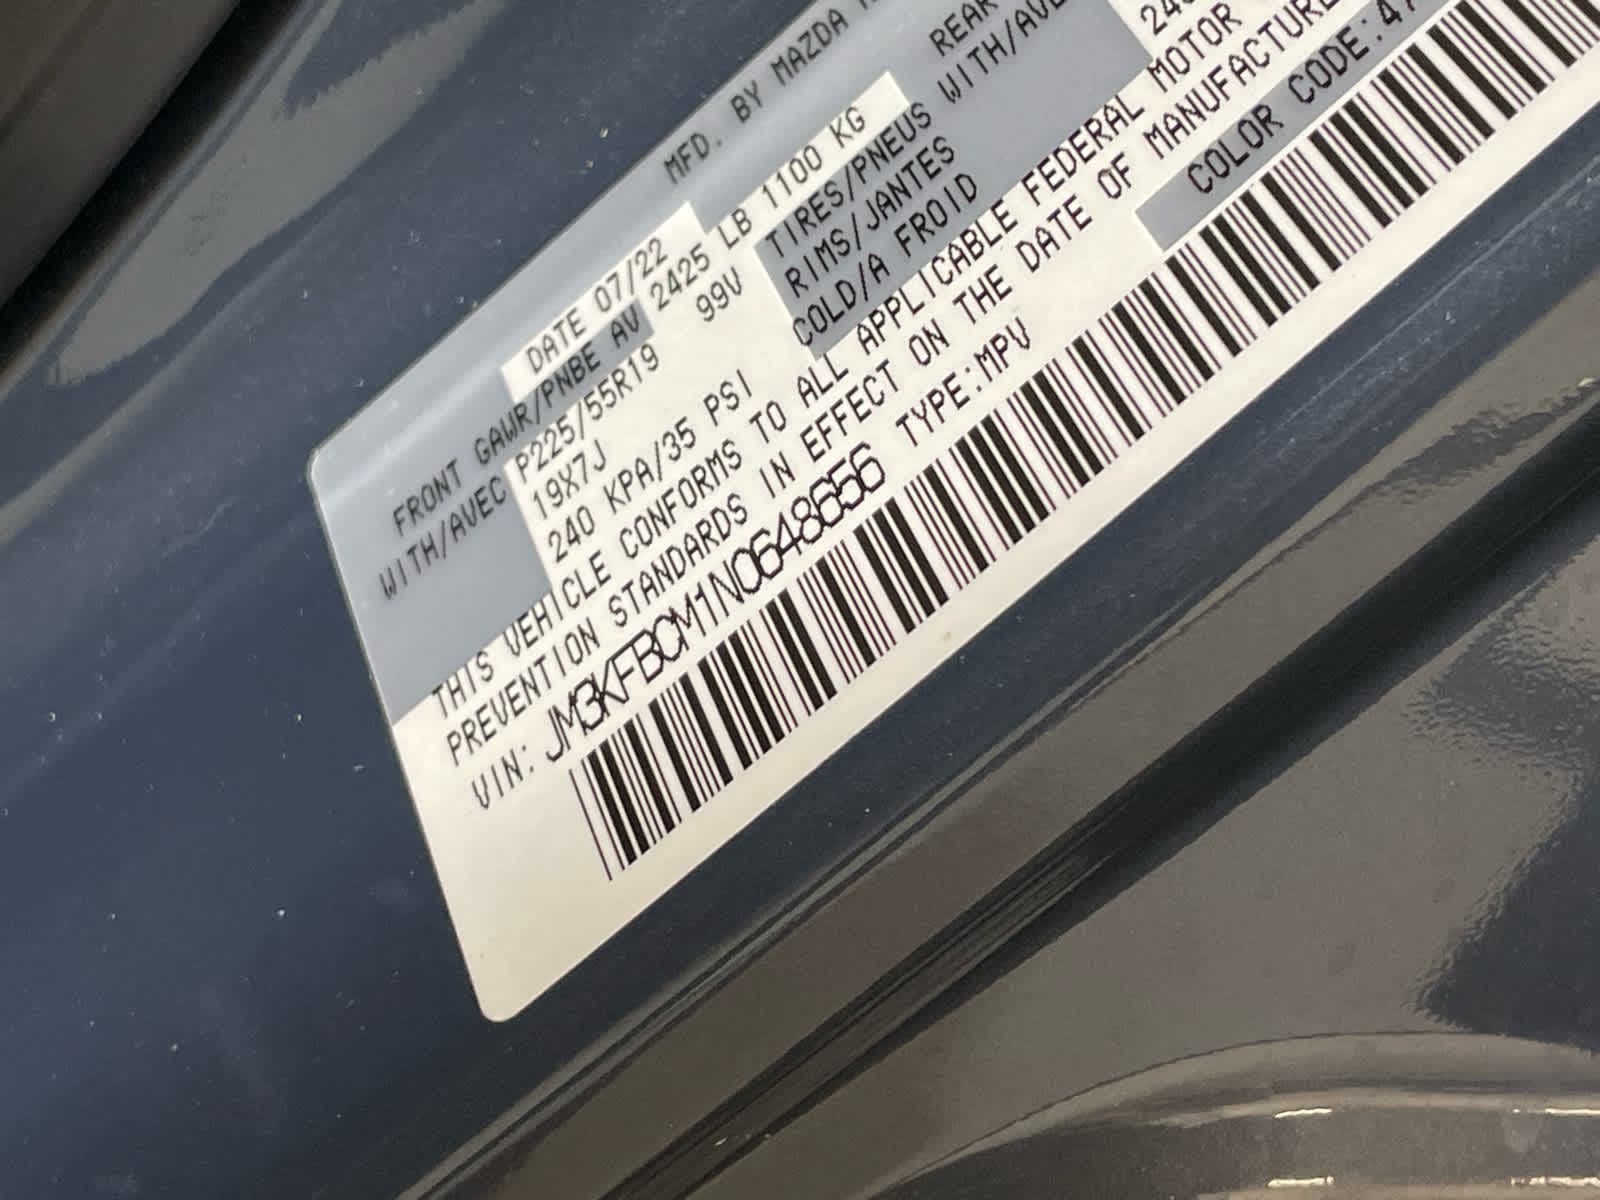 MFD. BY MAZDA
DATE 07/22
FRONT GAWR/PNBE AV 2425 LB 1100 KG
REAR
WITH/AVEC P225/55R19 99V TIRES/PNEUS WITH/AVE
19X7J RIMS/JANTES
240 KPA/35 PSI COLD/A FROID 240
THIS VEHICLE CONFORMS TO ALL APPLICABLE FEDERAL MOTOR
PREVENTION STANDARDS IN EFFECT ON THE DATE OF MANUFACTURE
VIN: JM3KFBCM1N0648656 TYPE:MPV COLOR CODE:47